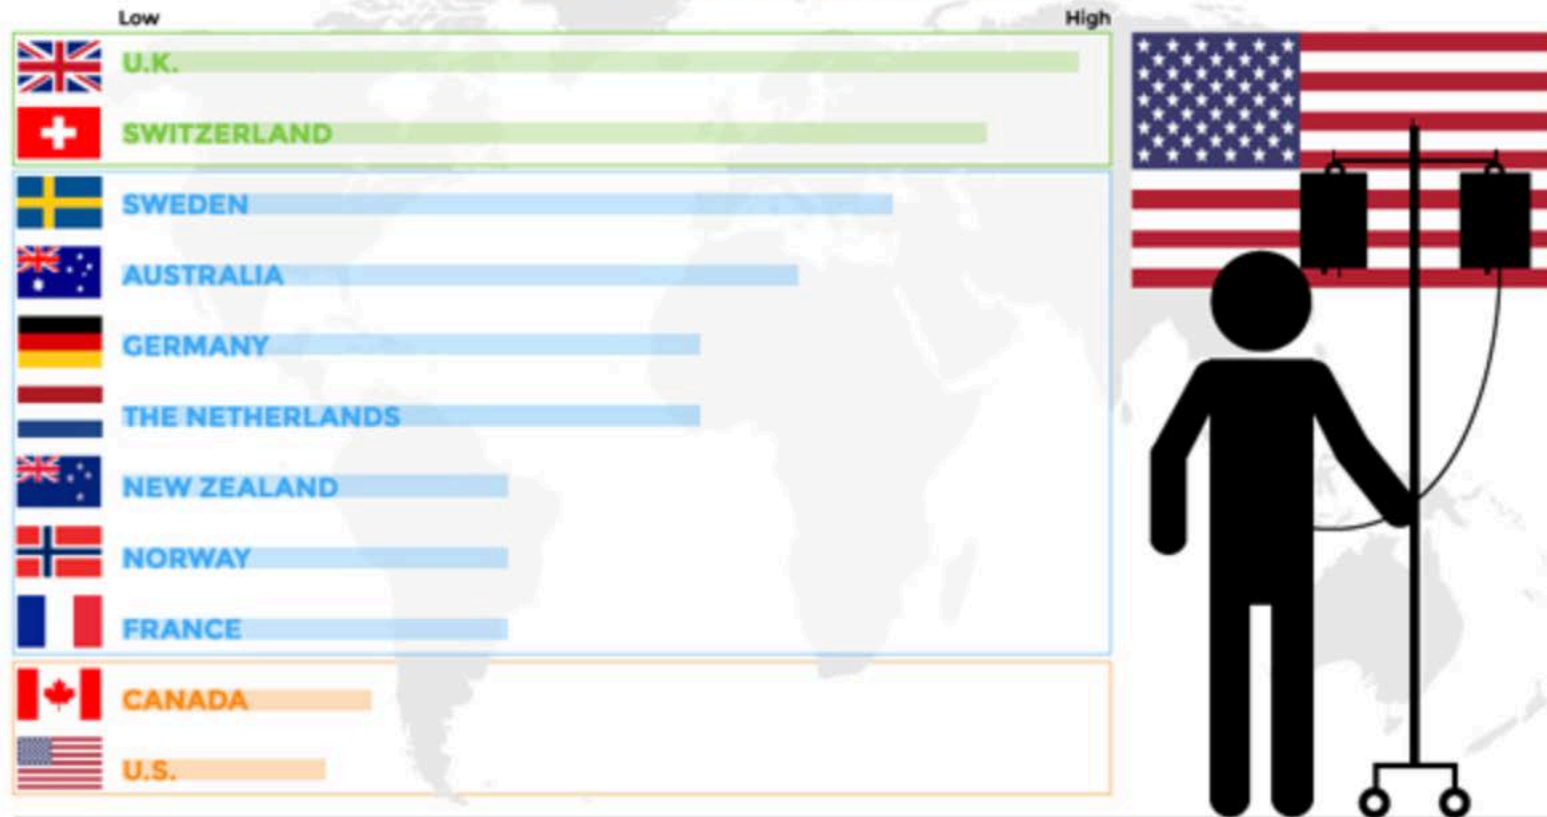 Low High
U.K.
SWITZERLAND
SWEDEN
AUSTRALIA
GERMANY
THE NETHERLANDS
NEW ZEALAND
NORWAY
FRANCE
CANADA
U.S.